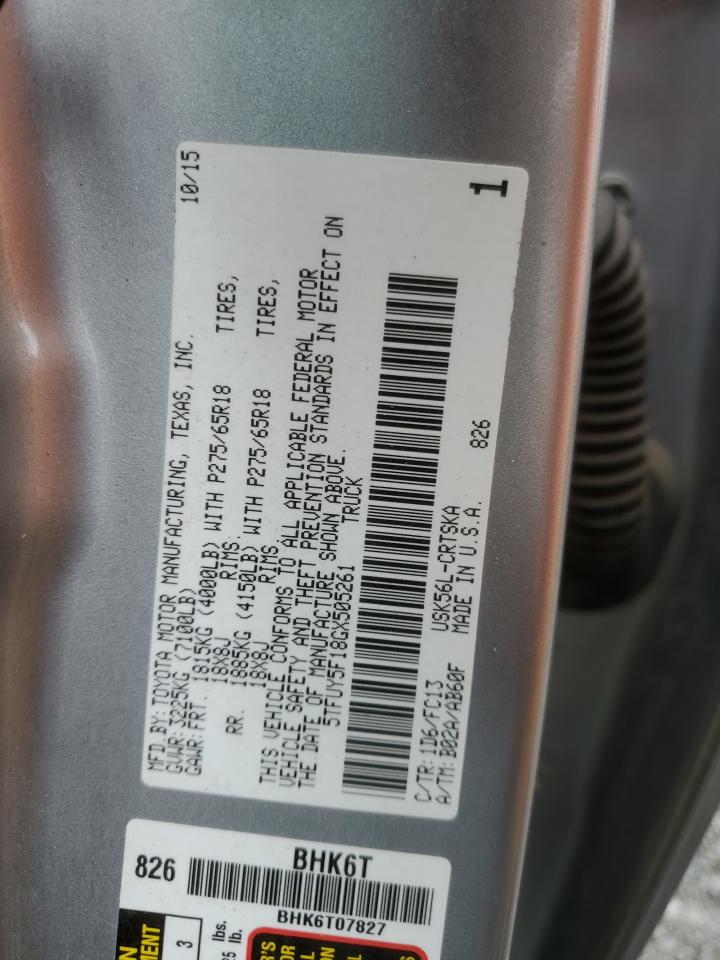 MFD BY: TOYOTA MOTOR MANUFACTURING, TEXAS, INC. 10/15
GVWR: 3225KG (7100LB)
GAWR: FRT 1815KG (4000LB) WITH P275/65R18 TIRES,
18X8J RIMS
RR. 1885KG (4150LB) WITH P275/65R18 TIRES,
18X8J RIMS
THIS VEHICLE CONFORMS TO ALL APPLICABLE FEDERAL MOTOR
VEHICLE SAFETY AND THEFT PREVENTION STANDARDS IN EFFECT ON
THE DATE OF MANUFACTURE SHOWN ABOVE.
5TFUY5F18GX505261 TRUCK
C/TR: 1D6/FC13 USK56L-CRTSKA 826
A/TM: B02A/AB60F MADE IN U.S.A.
1
826 BHK6T
BHK6T07827
3
lbs.
lb.